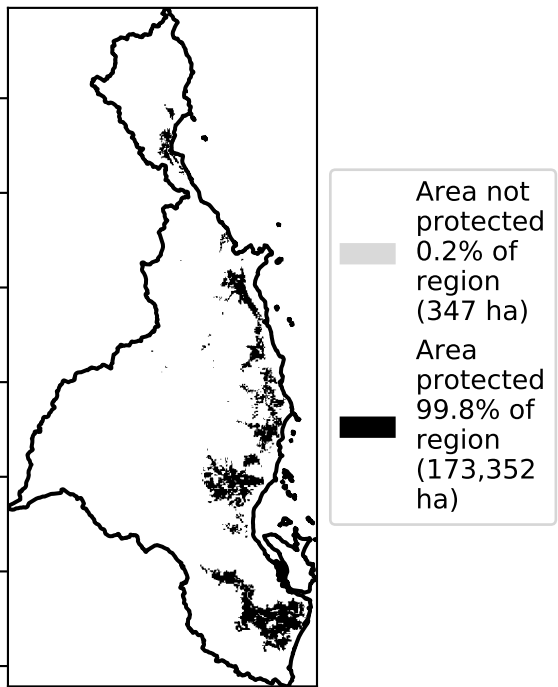 Area not
protected
0.2% of
region
(347 ha)
Area
protected
99.8% of
region
(173,352
ha)